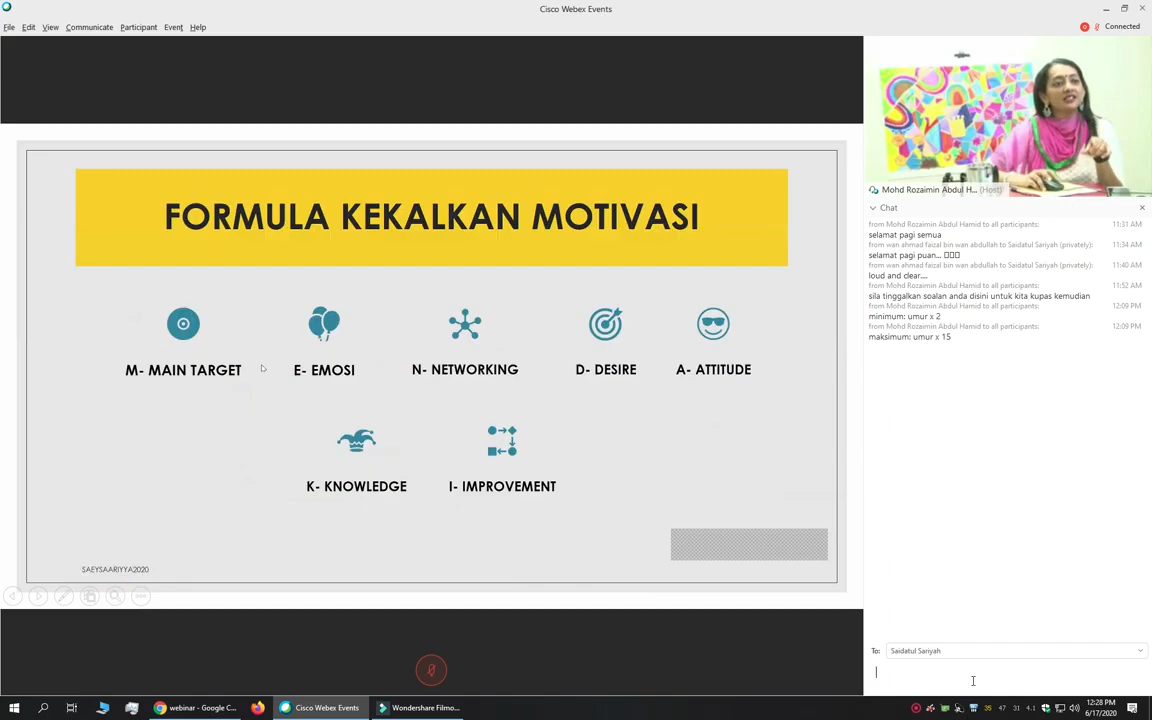 Cisco Webex Events
File Edit View Communicate Participant Event Help
Connected
FORMULA KEKALKAN MOTIVASI
M- MAIN TARGET
E- EMOSI
N- NETWORKING
D- DESIRE
A- ATTITUDE
K- KNOWLEDGE
I- IMPROVEMENT
SAEYSAARIYYA2020
Mohd Rozaimin Abdul H... (Host)
Chat
from Mohd Rozaimin Abdul Hamid to all participants: 11:31 AM
selamat pagi semua
from wan ahmad faizal bin wan abdullah to Saidatul Sariyah (privately): 11:34 AM
selamat pagi puan...
from wan ahmad faizal bin wan abdullah to Saidatul Sariyah (privately): 11:40 AM
loud and clear....
from Mohd Rozaimin Abdul Hamid to all participants: 11:52 AM
sila tinggalkan soalan anda disini untuk kita kupas kemudian
from Mohd Rozaimin Abdul Hamid to all participants: 12:09 PM
minimum: umur x 2
from Mohd Rozaimin Abdul Hamid to all participants: 12:09 PM
maksimum: umur x 15
To: Saidatul Sariyah
webinar - Google C...
Cisco Webex Events
Wondershare Filmo...
35 47 31 4.1
12:28 PM
6/17/2020